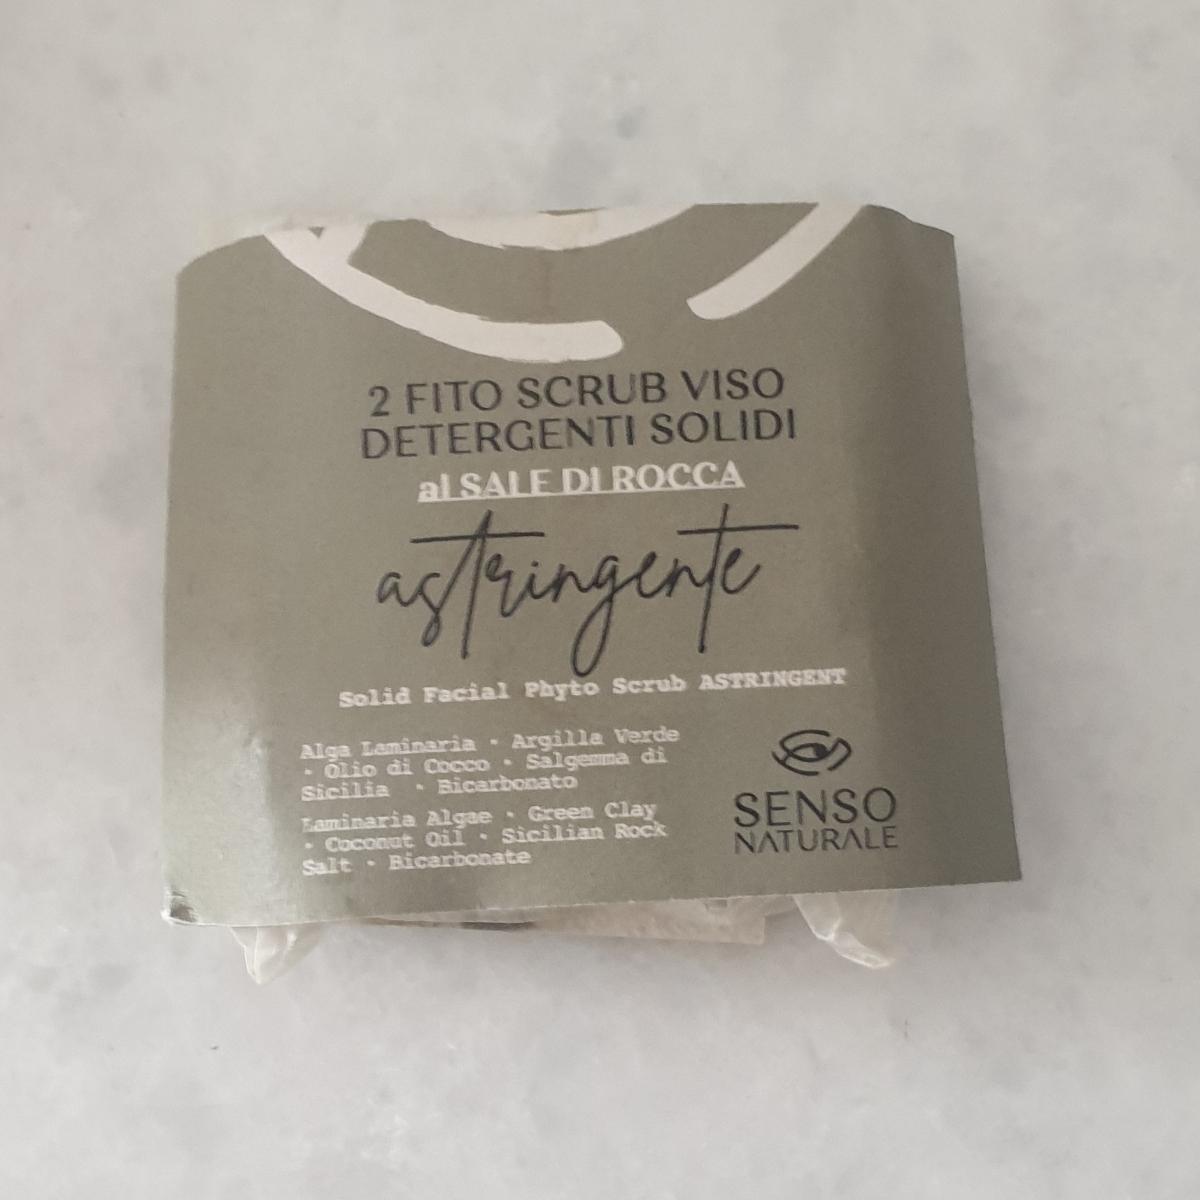 2 FITO SCRUB VISO
DETERGENTI SOLIDI
al SALE DI ROCCA
astringente
Solid Facial Phyto Scrub ASTRINGENT
Alga Laminaria · Argilla Verde
· Olio di Cocco · Salgemma di
Sicilia · Bicarbonato
Laminaria Algae · Green Clay
· Coconut Oil · Sicilian Rock
Salt · Bicarbonate
SENSO
NATURALE